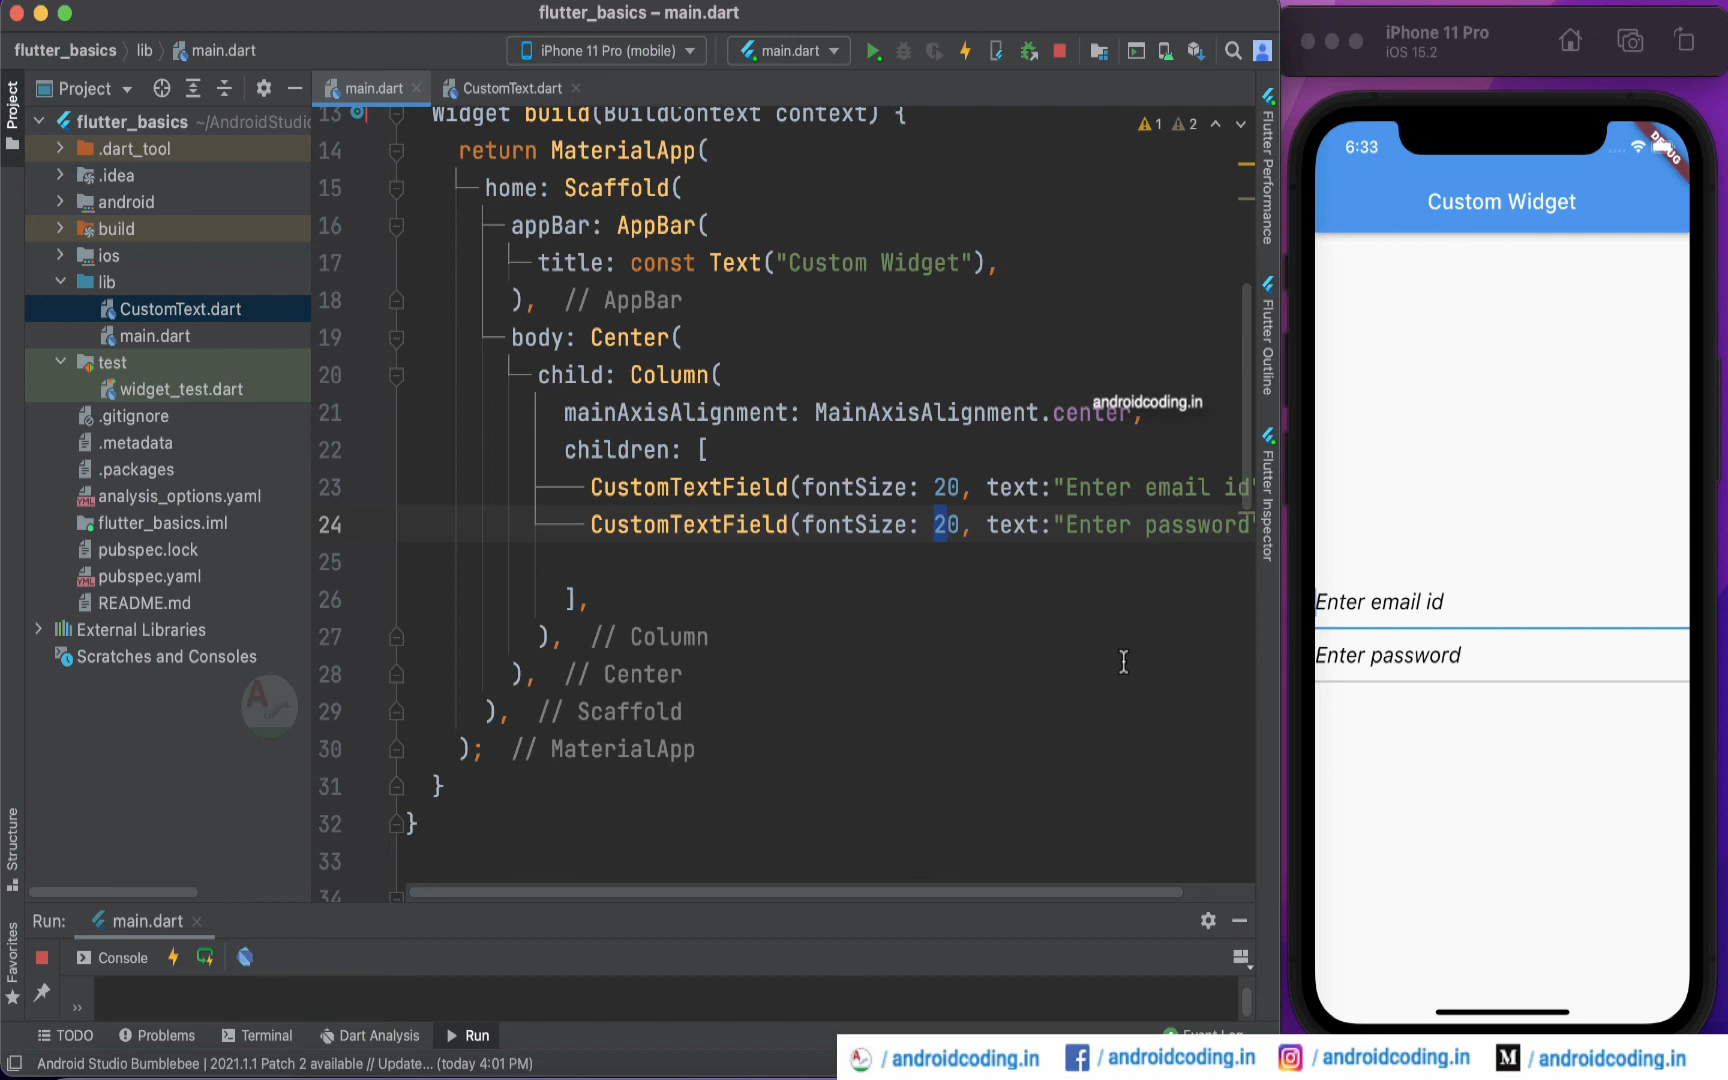 flutter_basics – main.dart
flutter_basics lib main.dart
iPhone 11 Pro (mobile)
main.dart
Project
main.dart
CustomText.dart
Project
flutter_basics ~/AndroidStudio
.dart_tool
.idea
android
build
ios
lib
CustomText.dart
main.dart
test
widget_test.dart
.gitignore
.metadata
.packages
analysis_options.yaml
flutter_basics.iml
pubspec.lock
pubspec.yaml
README.md
External Libraries
Scratches and Consoles
A
Coding
13 Widget build(BuildContext context) {
14 return MaterialApp(
15 home: Scaffold(
16 appBar: AppBar(
17 title: const Text("Custom Widget"),
18 ), // AppBar
19 body: Center(
20 child: Column(
21 mainAxisAlignment: MainAxisAlignment.center,
22 children: [
23 CustomTextField(fontSize: 20, text:"Enter email id"
24 CustomTextField(fontSize: 20, text:"Enter password"
25
26 ],
27 ), // Column
28 ), // Center
29 ), // Scaffold
30 ); // MaterialApp
31 }
32 }
33
34
1 2
androidcoding.in
Flutter Performance
Flutter Outline
Flutter Inspector
Structure
Favorites
Run: main.dart
Console
»
TODO
Problems
Terminal
Dart Analysis
Run
Event Log
Android Studio Bumblebee | 2021.1.1 Patch 2 available // Update... (today 4:01 PM)
iPhone 11 Pro
iOS 15.2
6:33
DEBUG
Custom Widget
Enter email id
Enter password
/ androidcoding.in
/ androidcoding.in
/ androidcoding.in
/ androidcoding.in